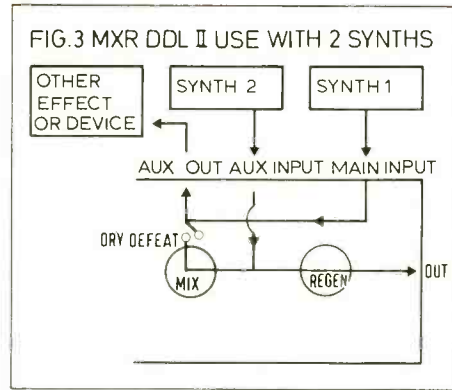 FIG.3 MXR DDL II USE WITH 2 SYNTHS
OTHER
EFFECT
OR DEVICE
SYNTH 2
SYNTH 1
AUX OUT AUX INPUT MAIN INPUT
DRY DEFEAT
MIX
REGEN
OUT